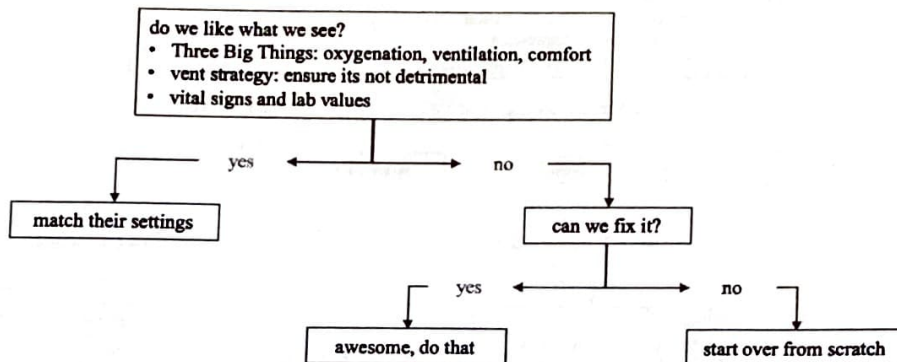 do we like what we see?
• Three Big Things: oxygenation, ventilation, comfort
• vent strategy: ensure its not detrimental
• vital signs and lab values
yes
no
match their settings
can we fix it?
yes
no
awesome, do that
start over from scratch